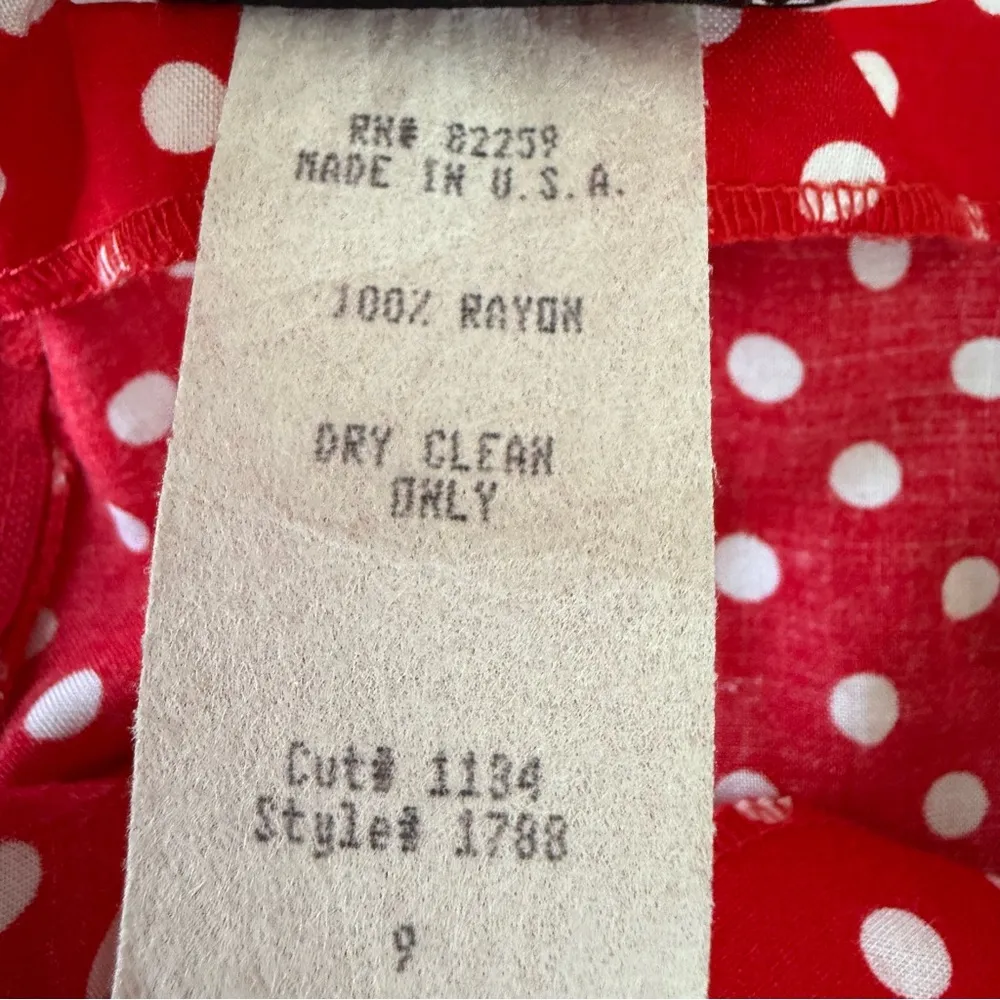 RN# 82259
MADE IN U.S.A.
100% RAYON
DRY CLEAN
ONLY
Cut# 1134
Style# 1788
9